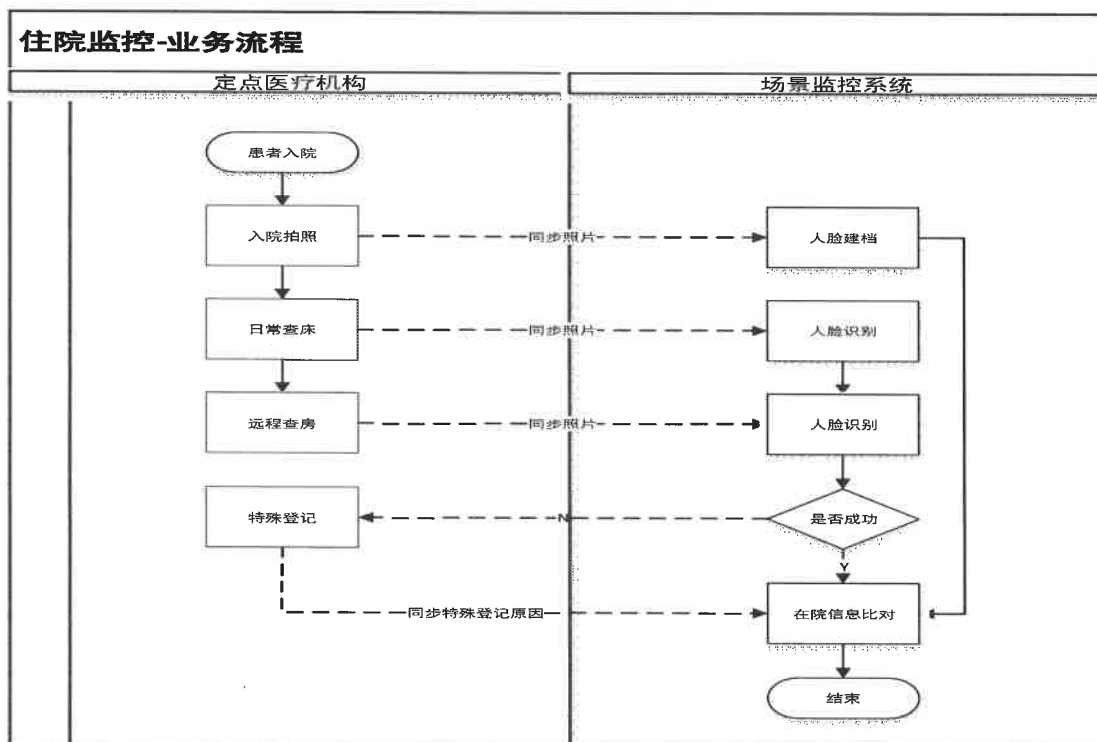 住院监控-业务流程
定点医疗机构
场景监控系统
患者入院
入院拍照
同步照片
人脸建档
日常查床
同步照片
人脸识别
远程查房
同步照片
人脸识别
特殊登记
N
是否成功
Y
同步特殊登记原因
在院信息比对
结束